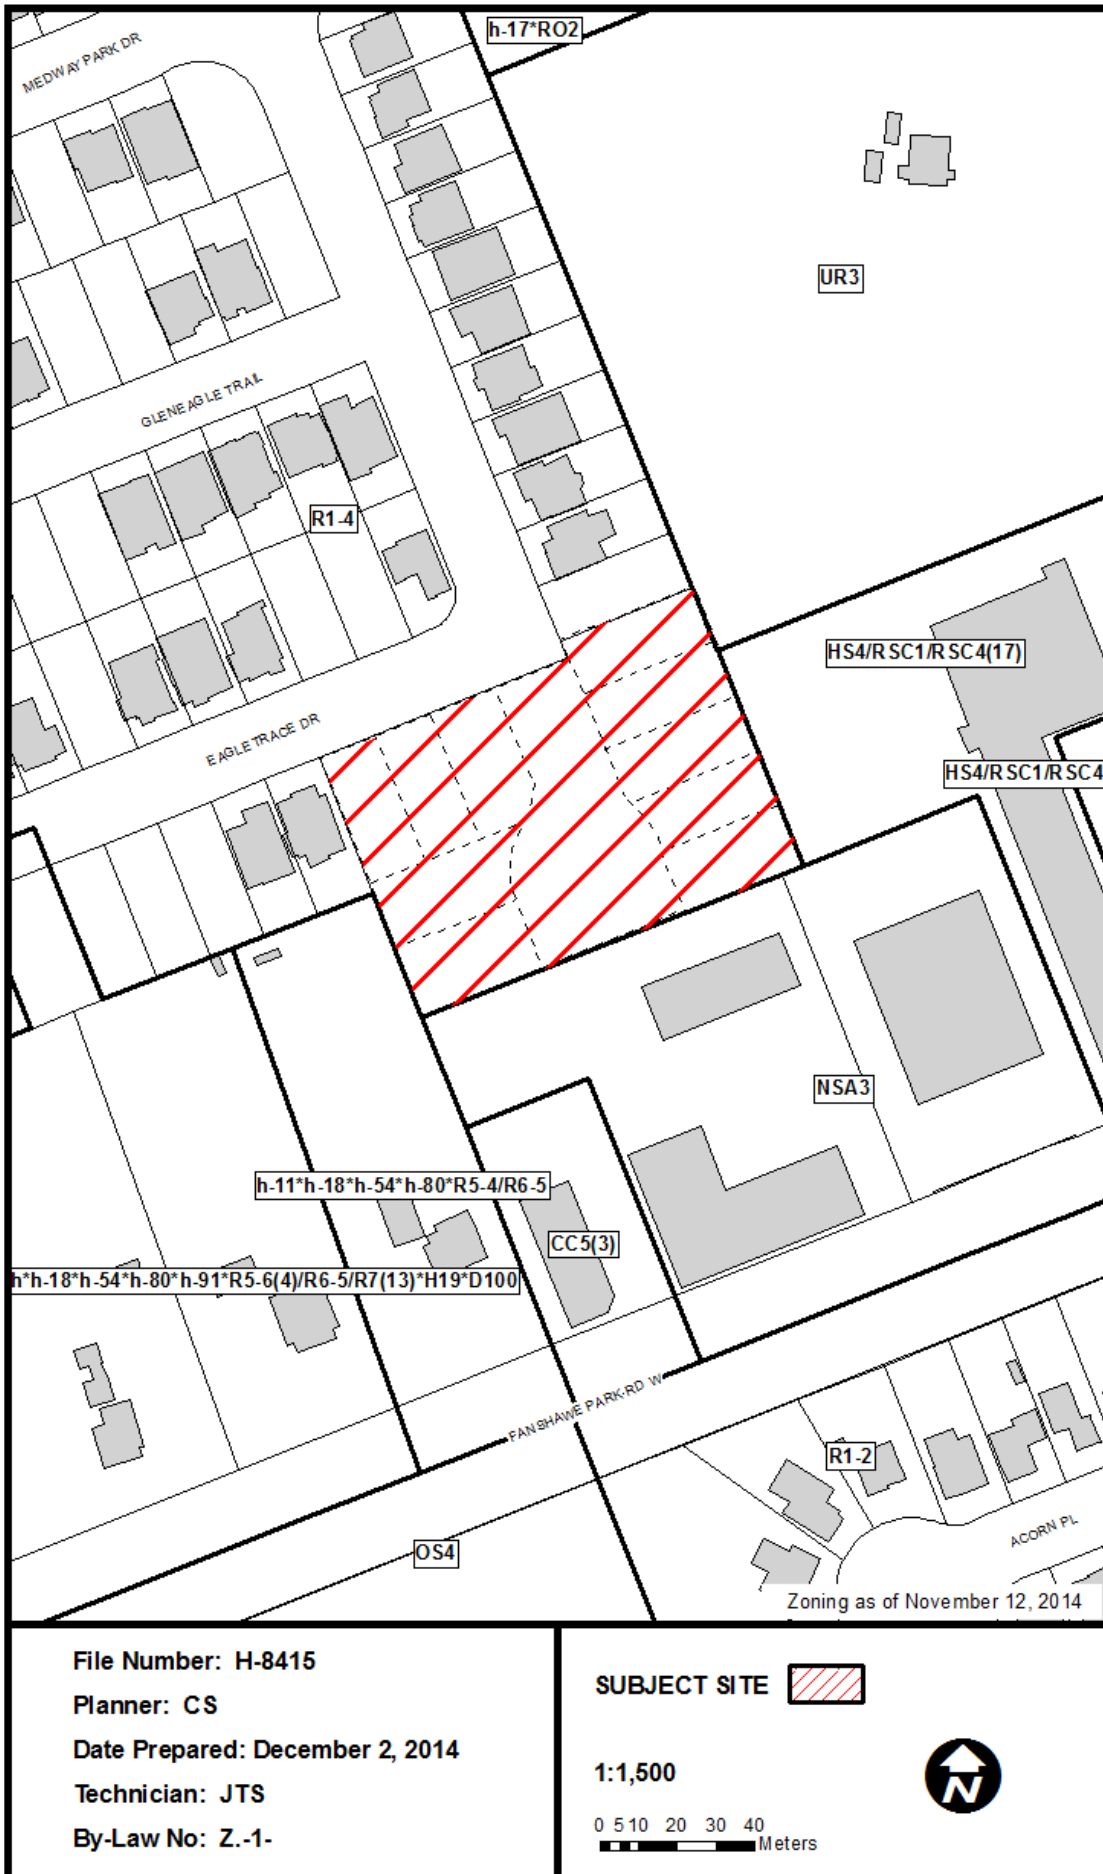 h-17*RO2
MEDWAY PARK DR
UR3
GLENEAGLE TRAIL
R1-4
HS4/RSC1/RSC4(17)
EAGLETRACE DR
HS4/RSC1/RSC4
NSA3
h-11*h-18*h-54*h-80*R5-4/R6-5
CC5(3)
h*h-18*h-54*h-80*h-91*R5-6(4)/R6-5/R7(13)*H19*D100
FANSHAWE PARK RD W
R1-2
ACORN PL
OS4
Zoning as of November 12, 2014
File Number: H-8415
Planner: CS
Date Prepared: December 2, 2014
Technician: JTS
By-Law No: Z.-1-
SUBJECT SITE
1:1,500
0 5 10 20 30 40
Meters
N